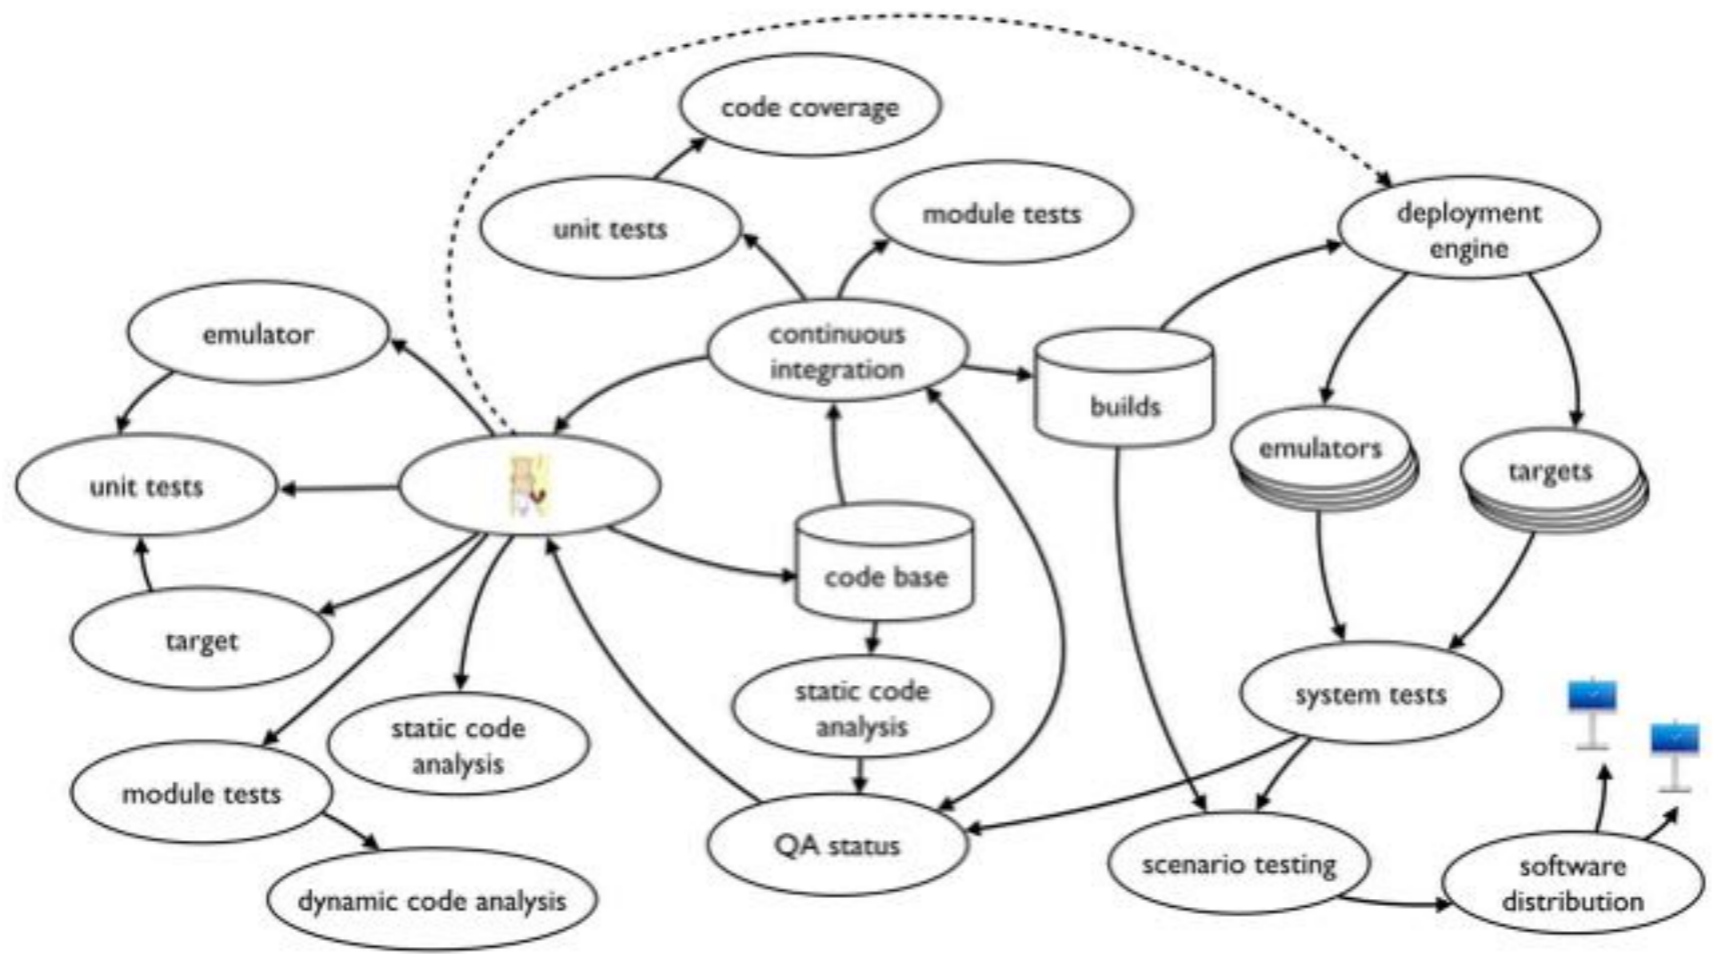 code coverage
unit tests
module tests
deployment
engine
emulator
continuous
integration
builds
emulators
targets
unit tests
code base
target
static code
analysis
system tests
static code
analysis
module tests
QA status
scenario testing
software
distribution
dynamic code analysis